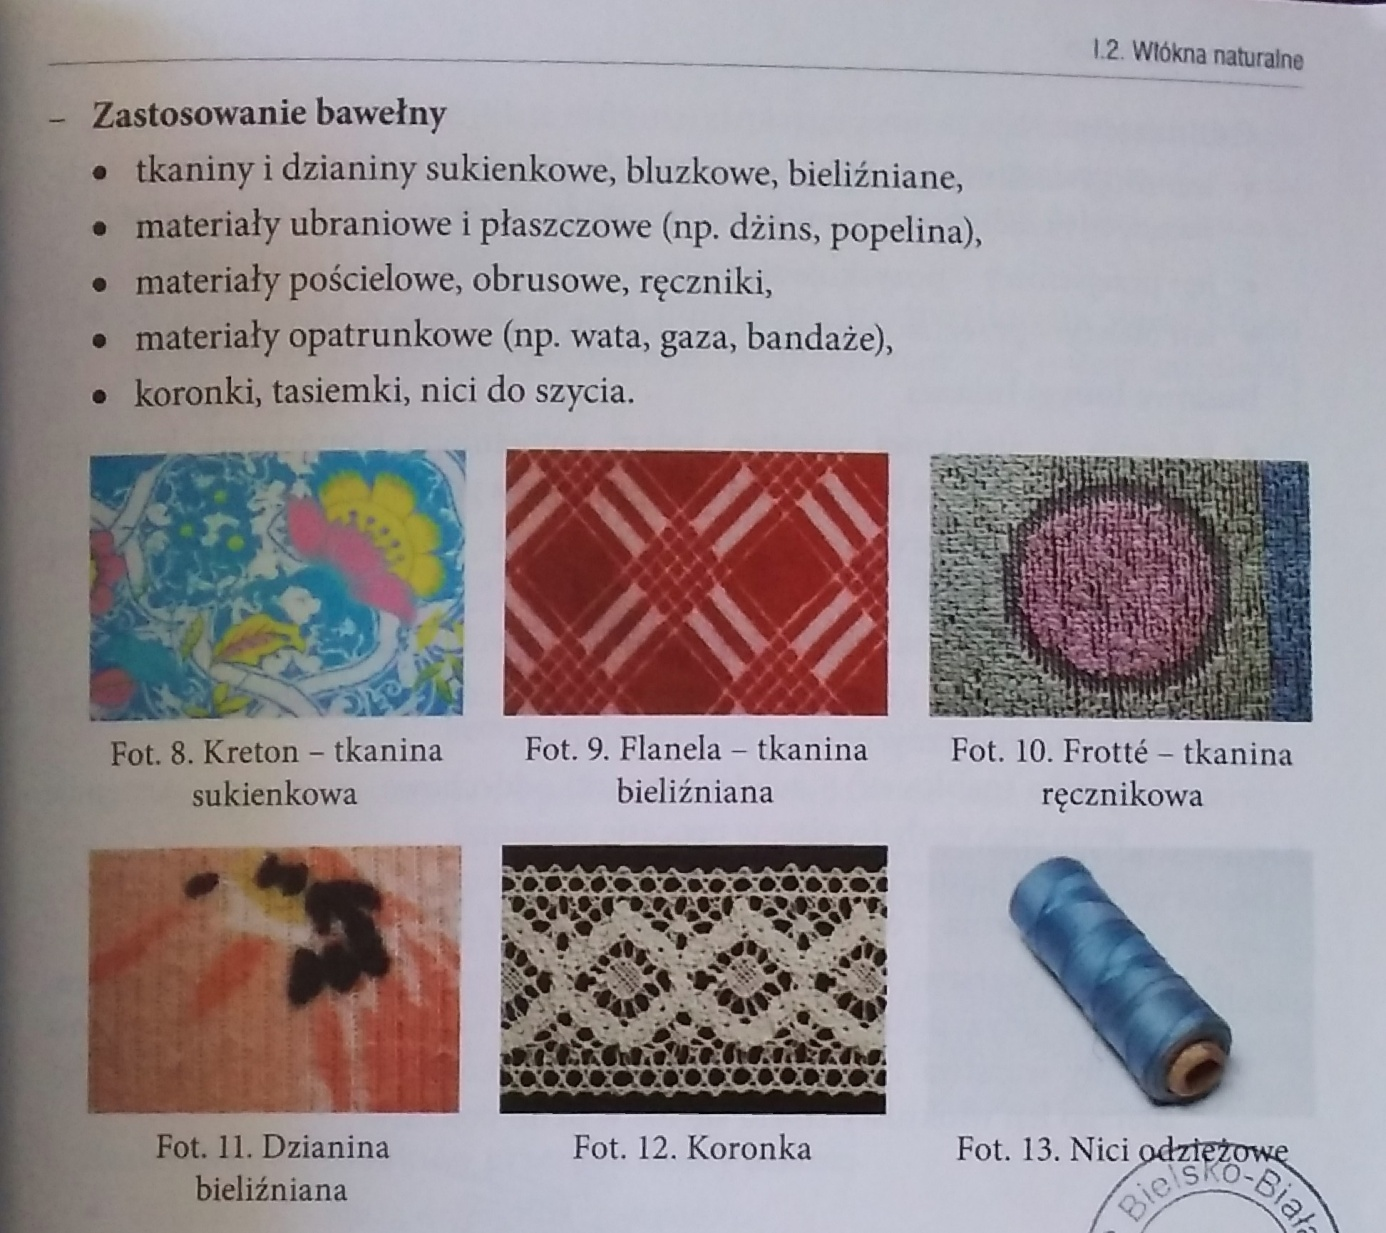 I.2. Włókna naturalne
– Zastosowanie bawełny
• tkaniny i dzianiny sukienkowe, bluzkowe, bieliźniane,
• materiały ubraniowe i płaszczowe (np. dżins, popelina),
• materiały pościelowe, obrusowe, ręczniki,
• materiały opatrunkowe (np. wata, gaza, bandaże),
• koronki, tasiemki, nici do szycia.
Fot. 8. Kreton – tkanina
sukienkowa
Fot. 9. Flanela – tkanina
bieliźniana
Fot. 10. Frotté – tkanina
ręcznikowa
Fot. 11. Dzianina
bieliźniana
Fot. 12. Koronka
Fot. 13. Nici odzieżowe
Bielsko-Biała